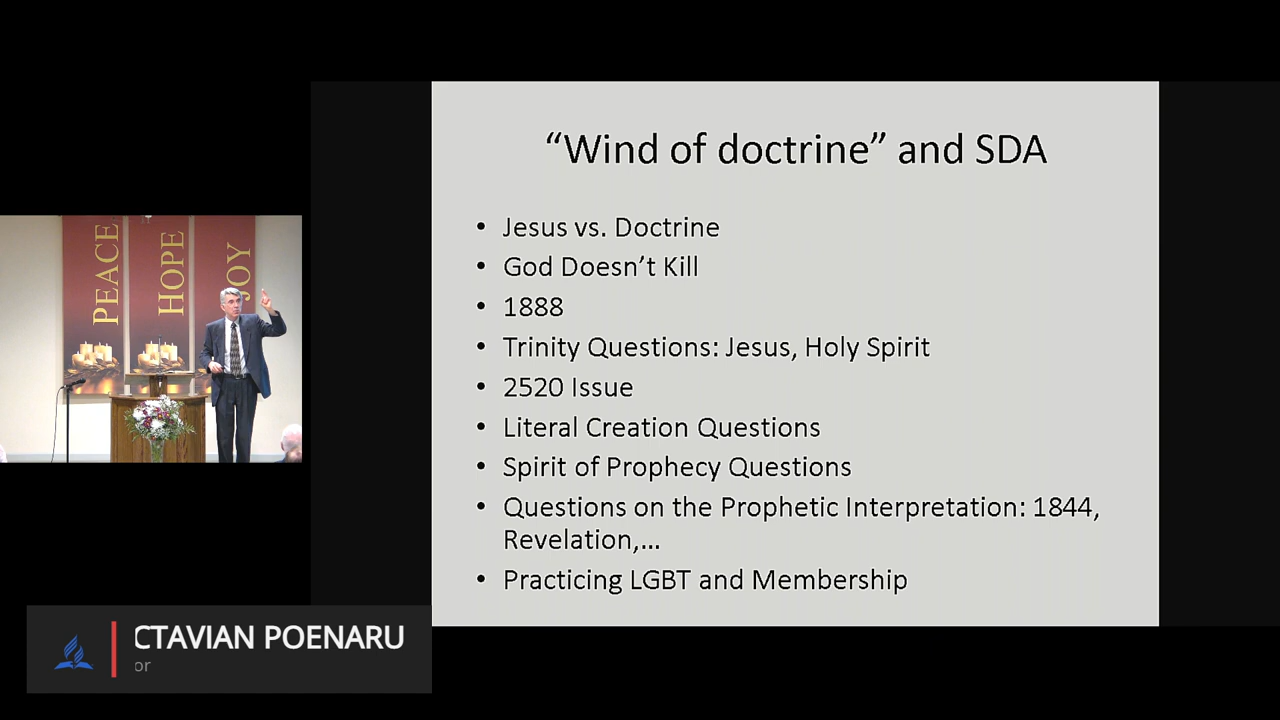 “Wind of doctrine” and SDA
• Jesus vs. Doctrine
• God Doesn’t Kill
• 1888
• Trinity Questions: Jesus, Holy Spirit
• 2520 Issue
• Literal Creation Questions
• Spirit of Prophecy Questions
• Questions on the Prophetic Interpretation: 1844,
Revelation,...
• Practicing LGBT and Membership
PEACE
HOPE
JOY
CTAVIAN POENARU
or